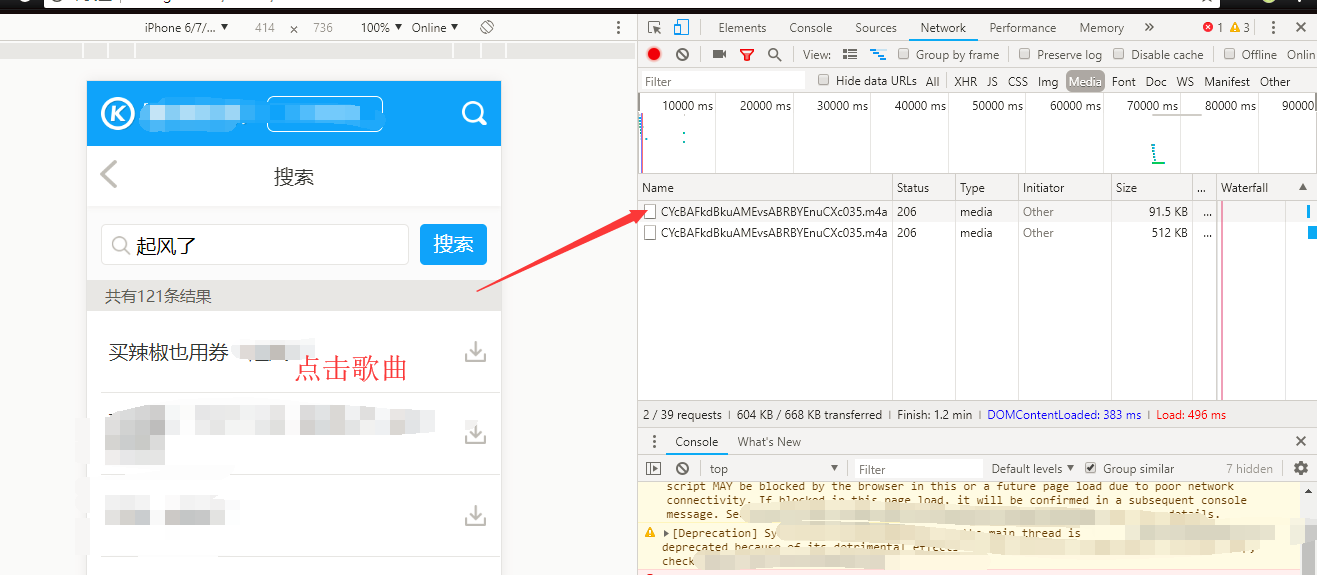 iPhone 6/7/... ▼ 414 × 736 100% ▼ Online ▼
Elements Console Sources Network Performance Memory » 1 3
View: Group by frame Preserve log Disable cache Offline Onlin
Filter Hide data URLs All XHR JS CSS Img Media Font Doc WS Manifest Other
10000 ms 20000 ms 30000 ms 40000 ms 50000 ms 60000 ms 70000 ms 80000 ms 90000
K
搜索
起风了 搜索
共有121条结果
买辣椒也用券
点击歌曲
Name Status Type Initiator Size ... Waterfall
CYcBAFkdBkuAMEvsABRBYEnuCXc035.m4a 206 media Other 91.5 KB ...
CYcBAFkdBkuAMEvsABRBYEnuCXc035.m4a 206 media Other 512 KB ...
2 / 39 requests | 604 KB / 668 KB transferred | Finish: 1.2 min | DOMContentLoaded: 383 ms | Load: 496 ms
Console What's New
top Filter Default levels ▼ Group similar 7 hidden
script MAY be blocked by the browser in this or a future page load due to poor network
connectivity. If blocked in this page load, it will be confirmed in a subsequent console
message. Se details.
[Deprecation] Sy main thread is
deprecated because of its detrimental effects
check